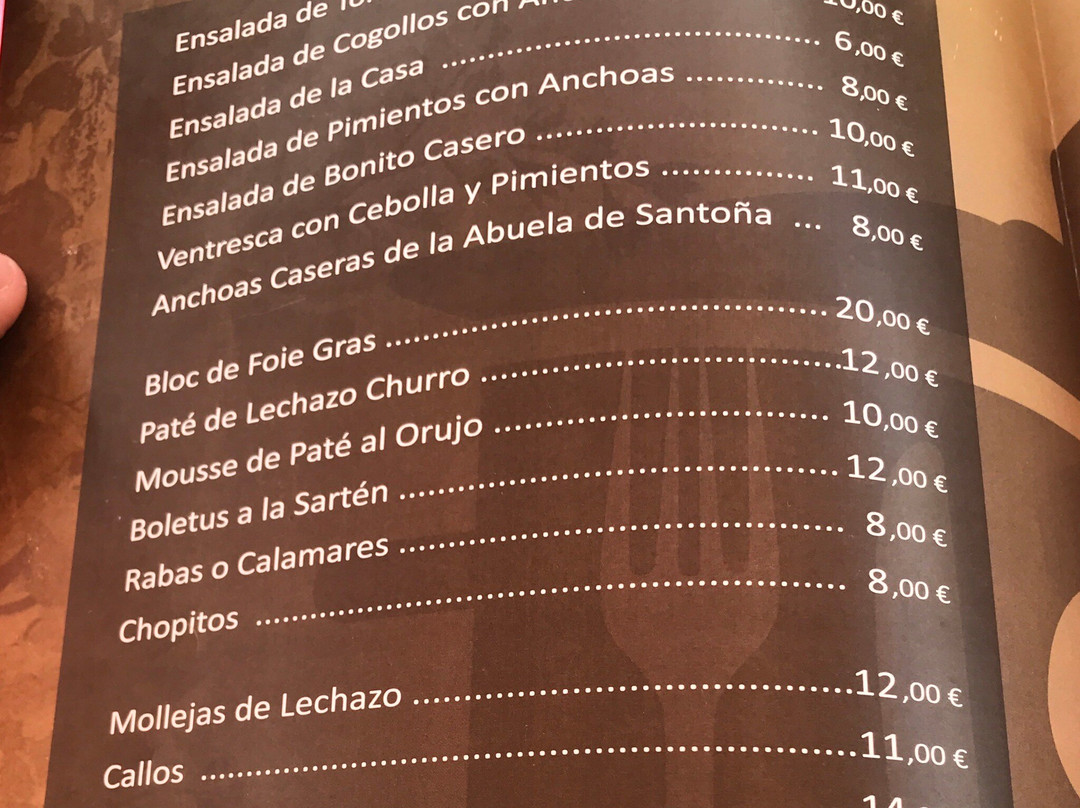 Ensalada de
Ensalada de Cogollos con ,00 €
Ensalada de la Casa ........ 6,00 €
Ensalada de Pimientos con Anchoas ........ 8,00 €
Ensalada de Bonito Casero ........ 10,00 €
Ventresca con Cebolla y Pimientos ........ 11,00 €
Anchoas Caseras de la Abuela de Santoña ... 8,00 €
Bloc de Foie Gras ........ 20,00 €
Paté de Lechazo Churro ........ 12,00 €
Mousse de Paté al Orujo ........ 10,00 €
Boletus a la Sartén ........ 12,00 €
Rabas o Calamares ........ 8,00 €
Chopitos ........ 8,00 €
Mollejas de Lechazo ........ 12,00 €
Callos ........ 11,00 €